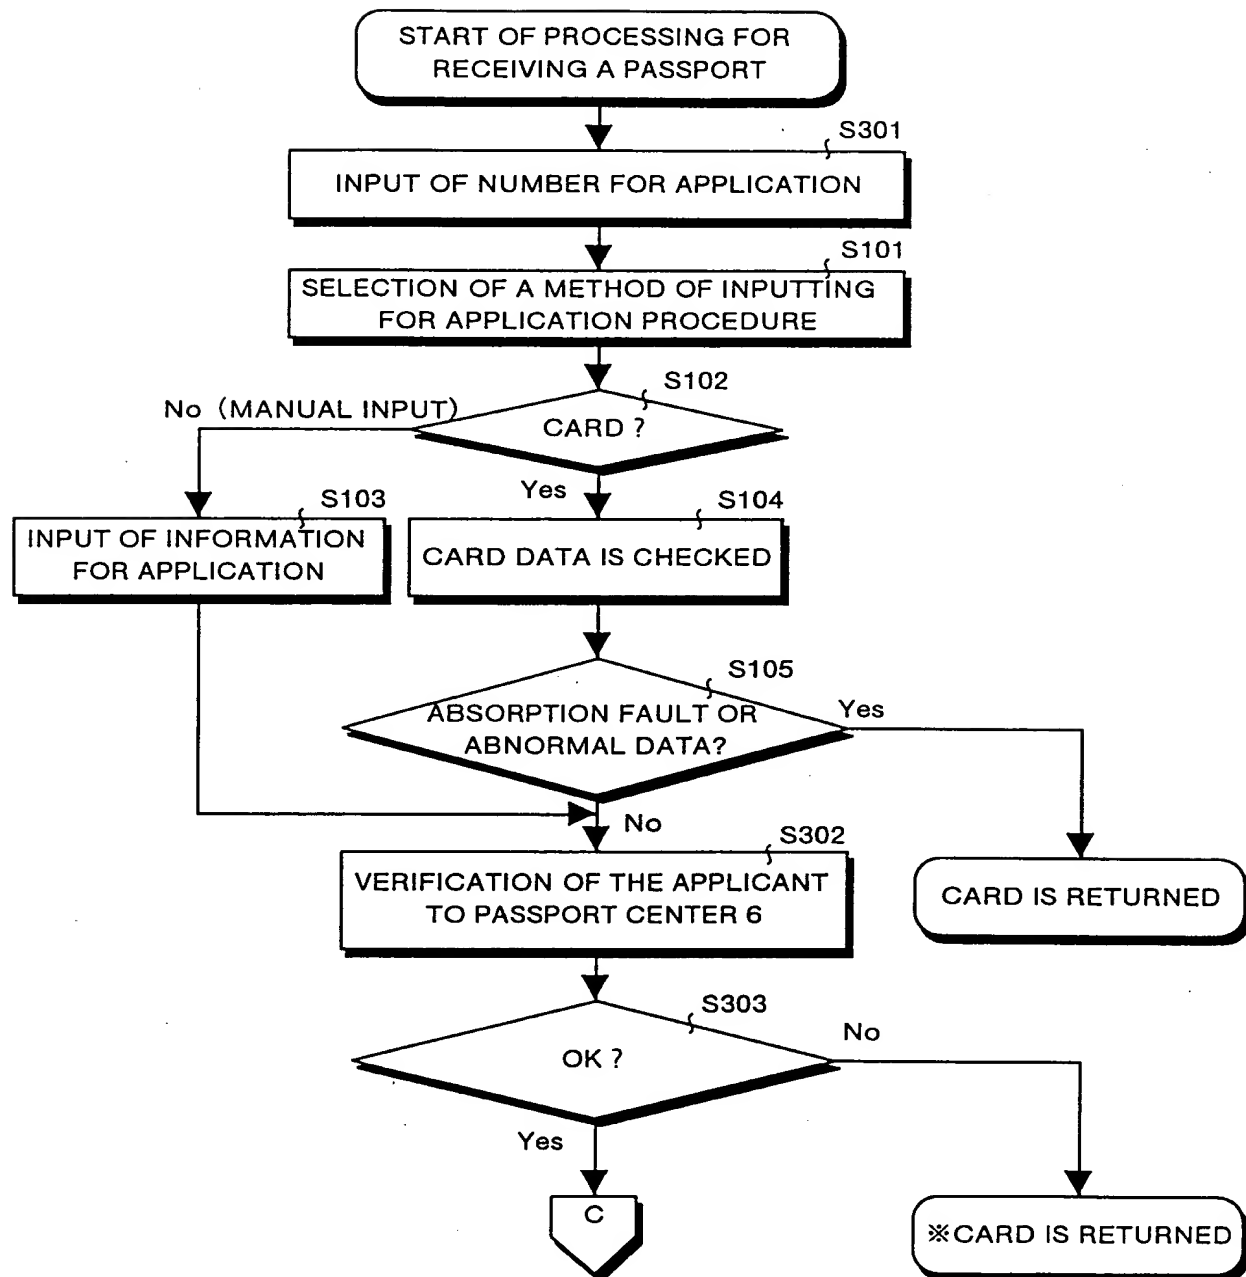 START OF PROCESSING FOR
RECEIVING A PASSPORT
S301
INPUT OF NUMBER FOR APPLICATION
S101
SELECTION OF A METHOD OF INPUTTING
FOR APPLICATION PROCEDURE
S102
No (MANUAL INPUT)
CARD ?
Yes
S103
S104
INPUT OF INFORMATION
FOR APPLICATION
CARD DATA IS CHECKED
S105
ABSORPTION FAULT OR
ABNORMAL DATA?
Yes
No
S302
VERIFICATION OF THE APPLICANT
TO PASSPORT CENTER 6
CARD IS RETURNED
S303
OK ?
No
Yes
C
※CARD IS RETURNED